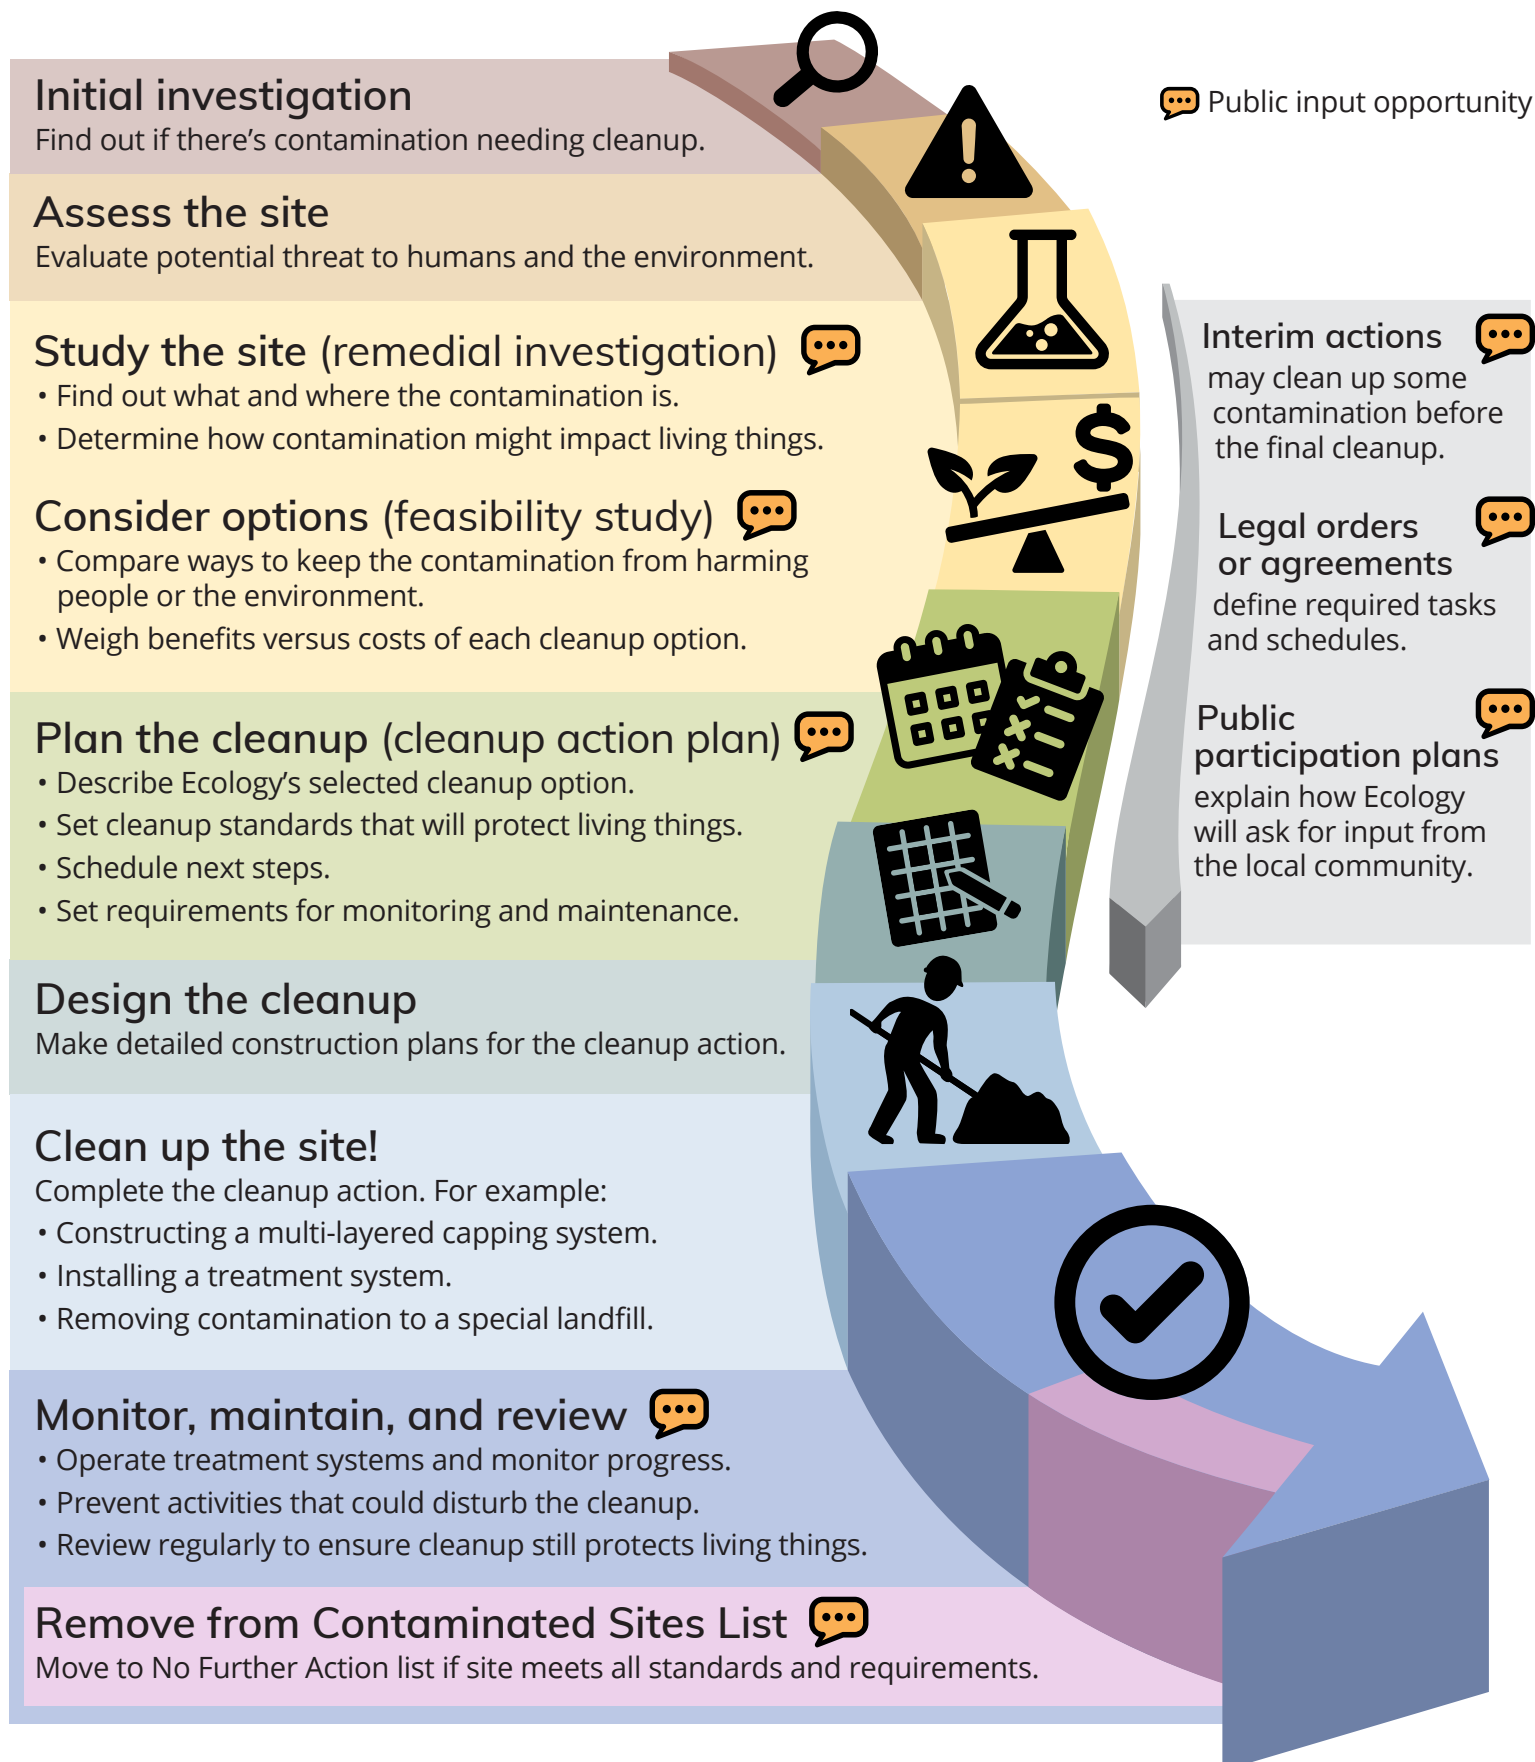 Initial investigation
Find out if there’s contamination needing cleanup.
Public input opportunity
Assess the site
Evaluate potential threat to humans and the environment.
Study the site (remedial investigation)
• Find out what and where the contamination is.
• Determine how contamination might impact living things.
Consider options (feasibility study)
• Compare ways to keep the contamination from harming
people or the environment.
• Weigh benefits versus costs of each cleanup option.
Plan the cleanup (cleanup action plan)
• Describe Ecology’s selected cleanup option.
• Set cleanup standards that will protect living things.
• Schedule next steps.
• Set requirements for monitoring and maintenance.
Design the cleanup
Make detailed construction plans for the cleanup action.
Clean up the site!
Complete the cleanup action. For example:
• Constructing a multi-layered capping system.
• Installing a treatment system.
• Removing contamination to a special landfill.
Monitor, maintain, and review
• Operate treatment systems and monitor progress.
• Prevent activities that could disturb the cleanup.
• Review regularly to ensure cleanup still protects living things.
Remove from Contaminated Sites List
Move to No Further Action list if site meets all standards and requirements.
Interim actions
may clean up some
contamination before
the final cleanup.
Legal orders
or agreements
define required tasks
and schedules.
Public
participation plans
explain how Ecology
will ask for input from
the local community.
$